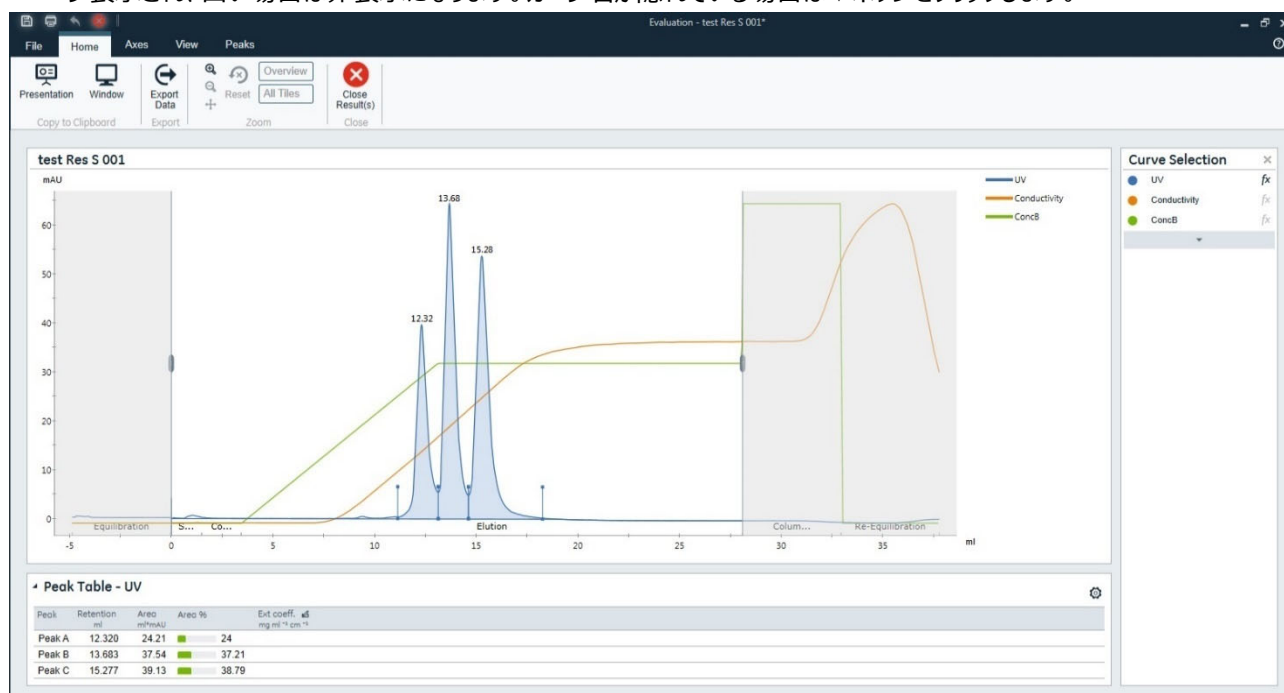 Evaluation - test Res S 001*
File Home Axes View Peaks
Presentation Window Export Data Reset Overview All Tiles Close Result(s)
Copy to Clipboard Export Zoom Close
test Res S 001
Curve Selection
mAU
UV
Conductivity
ConcB
UV fx
Conductivity fx
ConcB fx
13.68
15.28
12.32
60
50
40
30
20
10
0
Equilibration S... Co... Elution Colum... Re-Equilibration
-5 0 5 10 15 20 25 30 35 ml
Peak Table - UV
Peak Retention Area Area % Ext coeff.
ml ml*mAU
Peak A 12.320 24.21 24
Peak B 13.683 37.54 37.21
Peak C 15.277 39.13 38.79